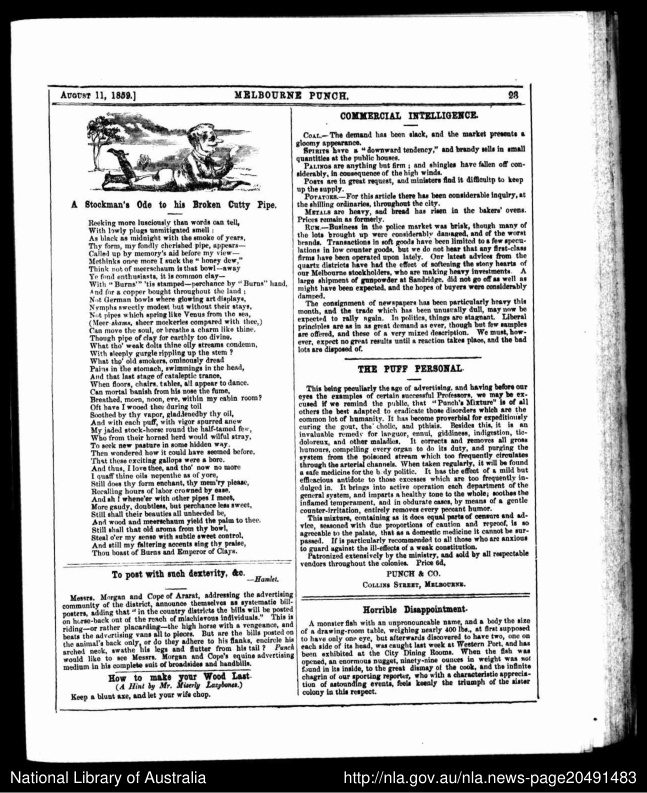 AUGUST 11, 1859.] MELBOURNE PUNCH. 23
A Stockman's Ode to his Broken Cutty Pipe.
Reeking more lusciously than words can tell,
With lowly plugs unmortigated smell;
As black as midnight with the smoke of years,
Thy form, my fondly cherished pipe, appears—
Called up by memory's aid before my view—
Methinks once more I suck the "honey dew,"
Think not of meerschaum is that bowl—away
Ye fond enthusiasts, it is common clay—
With "Burns'" 'tis stamped—perchance by "Burns" hand,
And for a copper bought throughout the land;
Not German bowls where glowing art displays,
Nymphs sweetly modest but without their stays,
Not pipes which spring like Venus from the sea,
(Meer shams, sheer mockeries compared with thee,)
Can move the soul, or breathe a charm like thine.
Though pipe of clay for earthly too divine.
What tho' weak dolts thine oily streams condemn,
With sleeply gurgle rippling up the stem?
What tho' old smokers, ominously dread
Pains in the stomach, swimmings in the head,
And that last stage of cataleptic trance,
When floors, chairs, tables, all appear to dance.
Can mortal banish from his nose the fume,
Breathed, morn, noon, eve, within my cabin room?
Oft have I wooed thee during toil
Soothed by thy vapor, gladdenedby thy oil,
And with each puff, with vigor spurred anew
My jaded stock-horse round the half-tamed few,
Who from their horned herd would wilful stray,
To seek new pasture in some hidden way.
Then wondered how it could have seemed before,
That these exciting gallops were a bore.
And thus, I love thee, and tho' now no more
I quaff thine oils nepenthe as of yore,
Still does thy form enchant, thy mem'ry please,
Recalling hours of labor crowned by ease.
And ah! whene'er with other pipes I meet,
More gaudy, doubtless, but perchance less sweet,
Still shall their beauties all unheeded be,
And wood and meerschaum yield the palm to thee.
Still shall that old aroma from thy bowl,
Steal o'er my sense with subtle sweet control,
And still my faltering accents sing thy praise,
Thou boast of Burns and Emperor of Clays.
To post with such dexterity, &c.
—Hamlet.
Messrs. Morgan and Cope of Ararat, addressing the advertising
community of the district, announce themselves as systematic bill-
posters, adding that "in the country districts the bills will be posted
on horse-back out of the reach of mischievous individuals." This is
riding—or rather placarding—the high horse with a vengeance, and
beats the advertising vans all to pieces. But are the bills posted on
the animal's back only, or do they adhere to his flanks, encircle his
arched neck, swathe his legs and flutter from his tail? Punch
would like to see Messrs. Morgan and Cope's equine advertising
medium in his complete suit of broadsides and handbills.
How to make your Wood Last.
(A Hint by Mr. Miserly Lazybones.)
Keep a blunt axe, and let your wife chop.
COMMERCIAL INTELLIGENCE.
COAL.—The demand has been slack, and the market presents a
gloomy appearance.
SPIRITS have a "downward tendency," and brandy sells in small
quantities at the public houses.
PALINGS are anything but firm; and shingles have fallen off con-
siderably, in consequence of the high winds.
POSTS are in great request, and ministers find it difficulty to keep
up the supply.
POTATOES.—For this article there has been considerable inquiry, at
the shilling ordinaries, throughout the city.
METALS are heavy, and bread has risen in the bakers' ovens.
Prices remain as formerly.
RUM.—Business in the police market was brisk, though many of
the lots brought up were considerably damaged, and of the worst
brands. Transactions in soft goods have been limited to a few specu-
lations in low counter goods, but we do not hear that any first-class
firms have been operated upon lately. Our latest advices from the
quartz districts have had the effect of softening the stony hearts of
our Melbourne stockholders, who are making heavy investments. A
large shipment of gunpowder at Sandridge, did not go off as well as
might have been expected, and the hopes of buyers were considerably
damped.
The consignment of newspapers has been particularly heavy this
month, and the trade which has been unusually dull, may now be
expected to rally again. In politics, things are stagnant. Liberal
principles are as in as great demand as ever, though but few samples
are offered, and these of a very mixed description. We must, how-
ever, expect no great results until a reaction takes place, and the bad
lots are disposed of.
THE PUFF PERSONAL.
This being peculiarly the age of advertising, and having before our
eyes the examples of certain successful Professors, we may be ex-
cused if we remind the public, that "Punch's Mixture" is of all
others the best adapted to eradicate those disorders which are the
common lot of humanity. It has become proverbial for expeditiously
curing the gout, the cholic, and pthisis. Besides this, it is an
invaluable remedy for languor, ennui, giddiness, indigestion, tic-
doloreux, and other maladies. It corrects and removes all gross
humours, compelling every organ to do its duty, and purging the
system from the poisoned stream which too frequently circulates
through the arterial channels. When taken regularly, it will be found
a safe medicine for the body politic. It has the effect of a mild but
efficacious antidote to those excesses which are too frequently in-
dulged in. It brings into active operation each department of the
general system, and imparts a healthy tone to the whole; soothes the
inflamed temperament, and in obdurate cases, by means of a gentle
counter-irritation, entirely removes every peccant humor.
This mixture, containing as it does equal parts of censure and ad-
vice, seasoned with due proportions of caution and reproof, is so
agreeable to the palate, that as a domestic medicine it cannot be sur-
passed. If is particularly recommended to all those who are anxious
to guard against the ill-effects of a weak constitution.
Patronized extensively by the ministry, and sold by all respectable
vendors throughout the colonies. Price 6d,
PUNCH & CO.
COLLINS STREET, MELBOURNE.
Horrible Disappointment.
A monster fish with an unpronouncable name, and a body the size
of a drawing-room table, weighing nearly 400 lbs., at first supposed
to have only one eye, but afterwards discovered to have two, one on
each side of its head, was caught last week at Western Port, and has
been exhibited at the City Dining Rooms. When the fish was
opened, an enormous nugget, ninety-nine ounces in weight was not
found in its inside, to the great dismay of the cook, and the infinite
chagrin of our sporting reporter, who with a characteristic apprecia-
tion of astounding events, feels keenly the triumph of the sister
colony in this respect.
National Library of Australia http://nla.gov.au/nla.news-page20491483